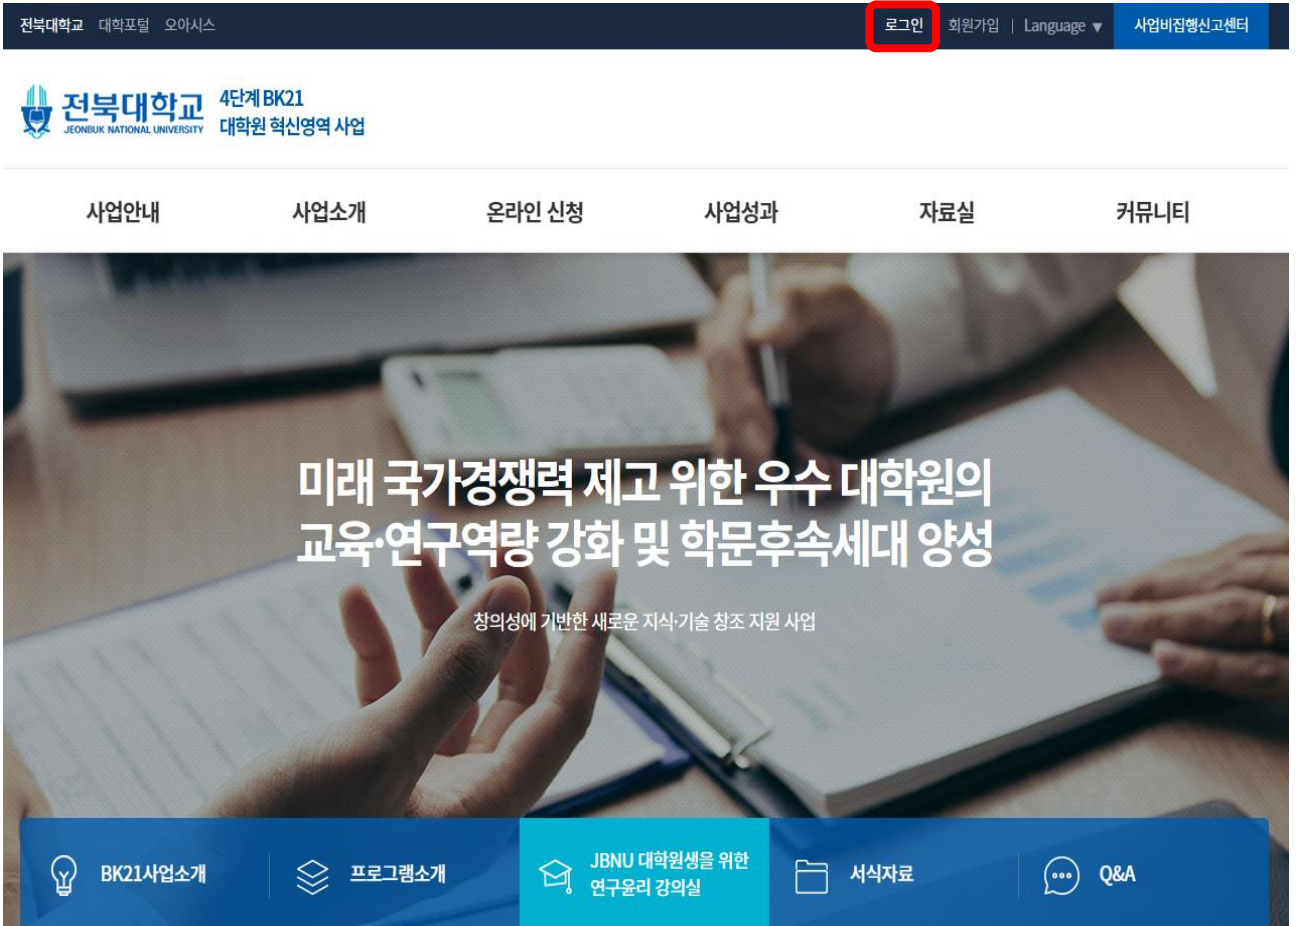 전북대학교 대학포털 오아시스 로그인 회원가입 | Language ▼ 사업비집행신고센터
전북대학교
JEONBUK NATIONAL UNIVERSITY
4단계 BK21
대학원 혁신영역 사업
사업안내 사업소개 온라인 신청 사업성과 자료실 커뮤니티
미래 국가경쟁력 제고 위한 우수 대학원의
교육·연구역량 강화 및 학문후속세대 양성
창의성에 기반한 새로운 지식·기술 창조 지원 사업
BK21사업소개
프로그램소개
JBNU 대학원생을 위한
연구윤리 강의실
서식자료
Q&A